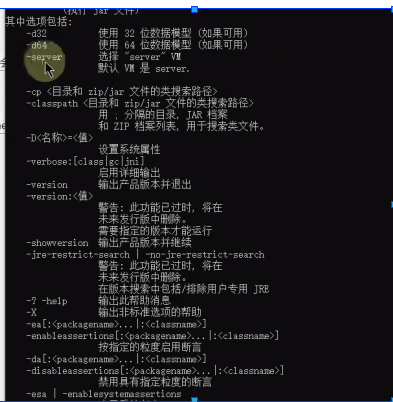 (执行 jar 文件)
其中选项包括:
-d32 使用 32 位数据模型 (如果可用)
-d64 使用 64 位数据模型 (如果可用)
-server 选择 "server" VM
默认 VM 是 server.
-cp <目录和 zip/jar 文件的类搜索路径>
-classpath <目录和 zip/jar 文件的类搜索路径>
用 ; 分隔的目录, JAR 档案
和 ZIP 档案列表, 用于搜索类文件。
-D<名称>=<值>
设置系统属性
-verbose:[class|gc|jni]
启用详细输出
-version 输出产品版本并退出
-version:<值>
警告: 此功能已过时, 将在
未来发行版中删除。
需要指定的版本才能运行
-showversion 输出产品版本并继续
-jre-restrict-search | -no-jre-restrict-search
警告: 此功能已过时, 将在
未来发行版中删除。
在版本搜索中包括/排除用户专用 JRE
-? -help 输出此帮助消息
-X 输出非标准选项的帮助
-ea[:<packagename>...|:<classname>]
-enableassertions[:<packagename>...|:<classname>]
按指定的粒度启用断言
-da[:<packagename>...|:<classname>]
-disableassertions[:<packagename>...|:<classname>]
禁用具有指定粒度的断言
-esa | -enablesystemassertions